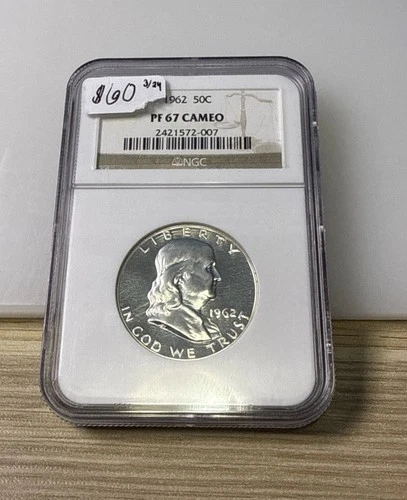 $60 3/24
1962 50C
PF 67 CAMEO
2421572-007
NGC
LIBERTY
1962
IN GOD WE TRUST